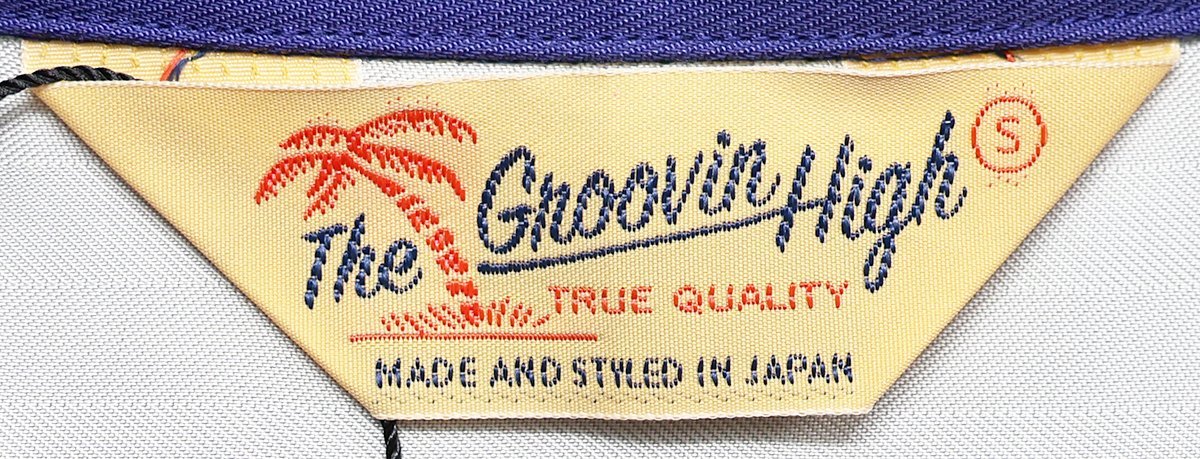 The Groovin High S
TRUE QUALITY
MADE AND STYLED IN JAPAN